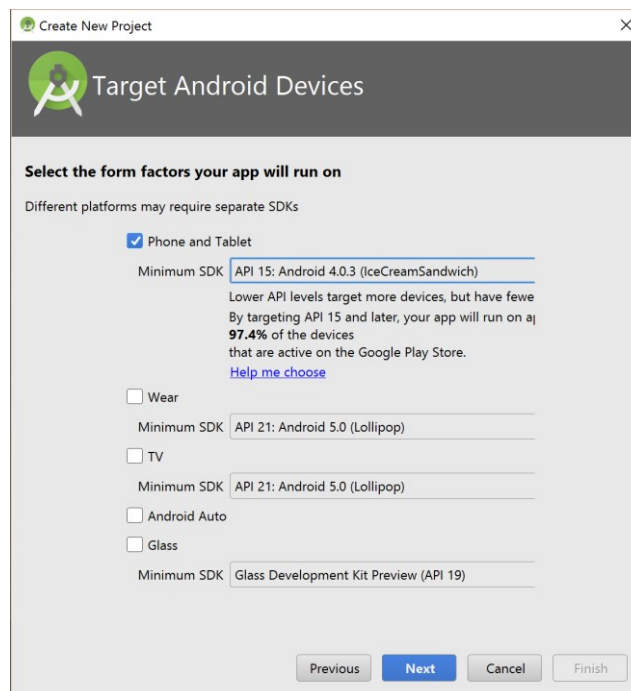 Create New Project
Target Android Devices
Select the form factors your app will run on
Different platforms may require separate SDKs
Phone and Tablet
Minimum SDK API 15: Android 4.0.3 (IceCreamSandwich)
Lower API levels target more devices, but have fewe
By targeting API 15 and later, your app will run on a
97.4% of the devices
that are active on the Google Play Store.
Help me choose
Wear
Minimum SDK API 21: Android 5.0 (Lollipop)
TV
Minimum SDK API 21: Android 5.0 (Lollipop)
Android Auto
Glass
Minimum SDK Glass Development Kit Preview (API 19)
Previous Next Cancel Finish